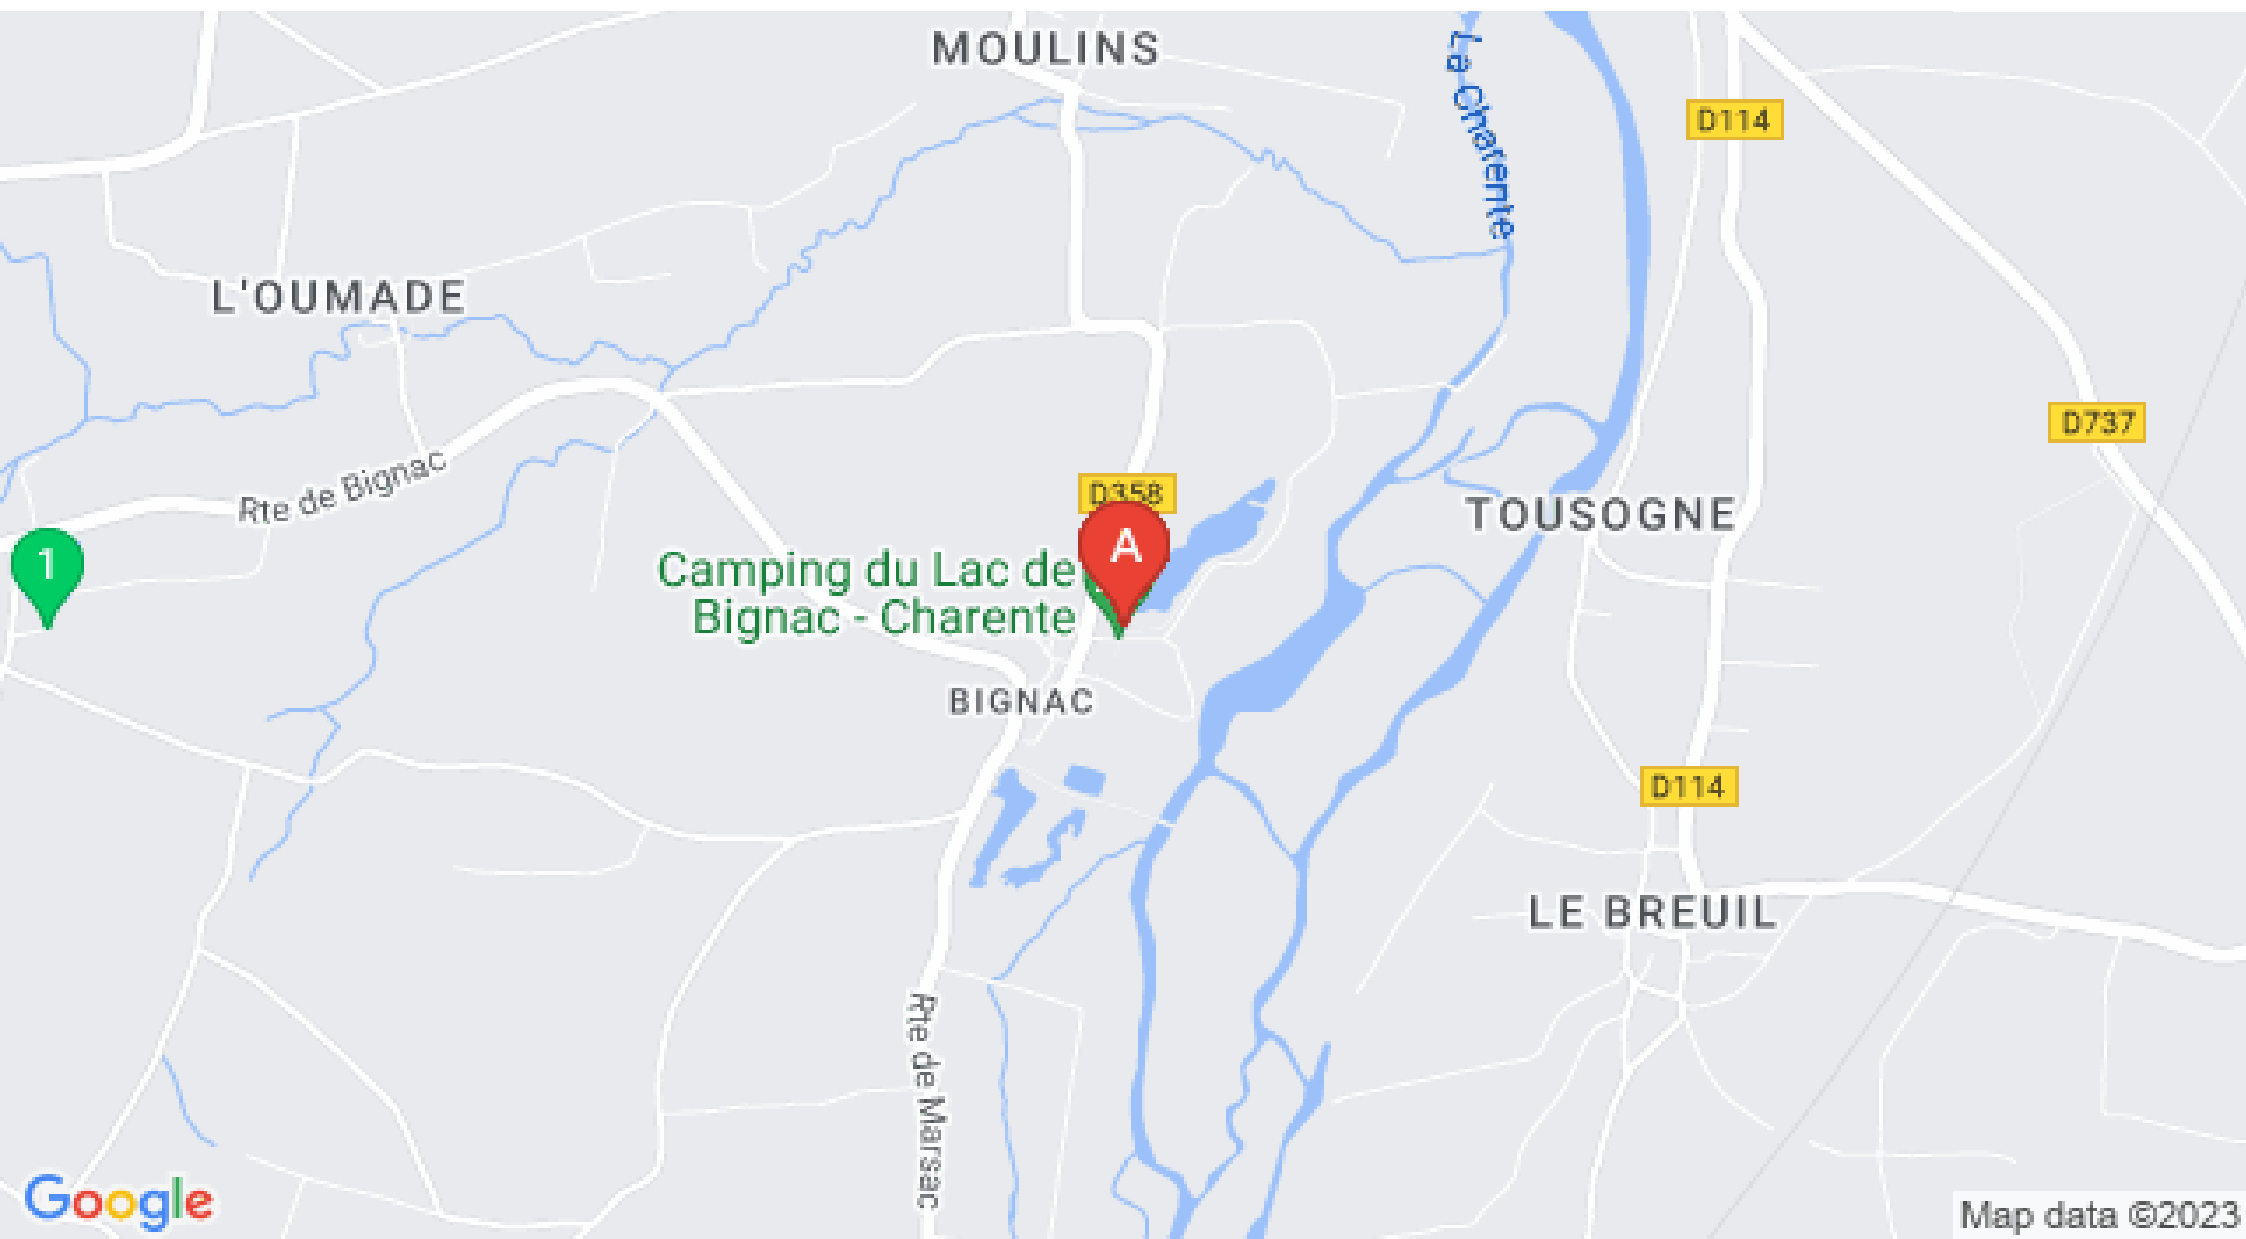 MOULINS
La Charente
D114
L'OUMADE
D737
Rte de Bignac
D358
TOUSOGNE
1
A
Camping du Lac de
Bignac - Charente
BIGNAC
D114
LE BREUIL
Rte de Marsac
Google
Map data ©2023